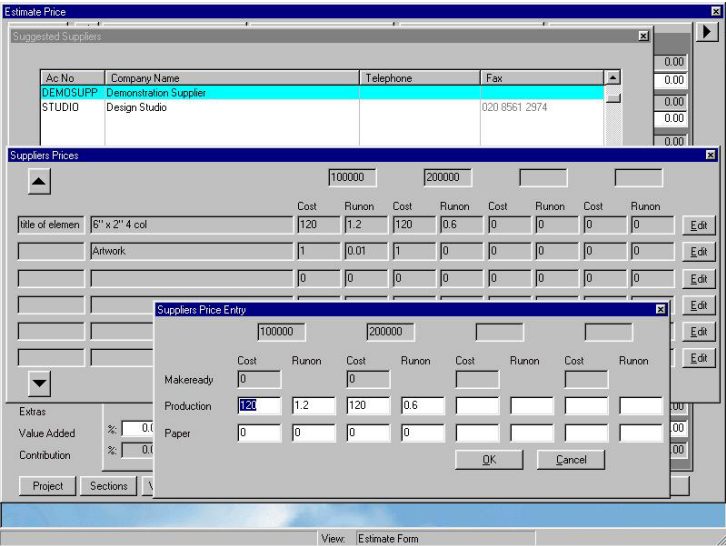 Estimate Price
Suggested Suppliers
0.00
Ac No Company Name Telephone Fax
0.00
DEMOSUPP Demonstration Supplier
0.00
STUDIO Design Studio 020 8561 2974
0.00
0.00
Suppliers Prices
100000 200000
Cost Runon Cost Runon Cost Runon Cost Runon
title of elemen 6" x 2" 4 col 120 1.2 120 0.6 0 0 0 0 Edit
Artwork 1 0.01 1 0 0 0 0 0 Edit
0 0 0 0 0 0 0 0 Edit
Edit
Suppliers Price Entry
Edit
100000 200000
Edit
Cost Runon Cost Runon Cost Runon Cost Runon
Makeready 0 0
Production 120 1.2 120 0.6
Paper 0 0 0 0
OK Cancel
Extras
Value Added %: 0.0
Contribution %: 0.0
Project Sections
View: Estimate Form